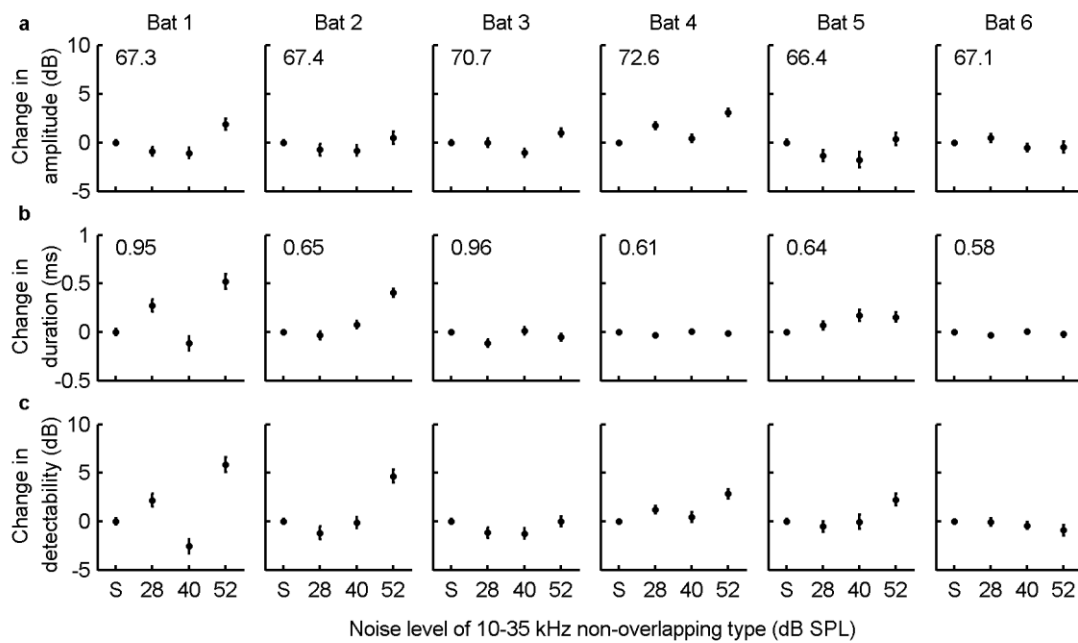 a Bat 1 Bat 2 Bat 3 Bat 4 Bat 5 Bat 6
Change in
amplitude (dB)
10
5
0
-5
67.3 67.4 70.7 72.6 66.4 67.1
b
Change in
duration (ms)
1
0.5
0
-0.5
0.95 0.65 0.96 0.61 0.64 0.58
c
Change in
detectability (dB)
10
5
0
-5
S 28 40 52 S 28 40 52 S 28 40 52 S 28 40 52 S 28 40 52 S 28 40 52
Noise level of 10-35 kHz non-overlapping type (dB SPL)